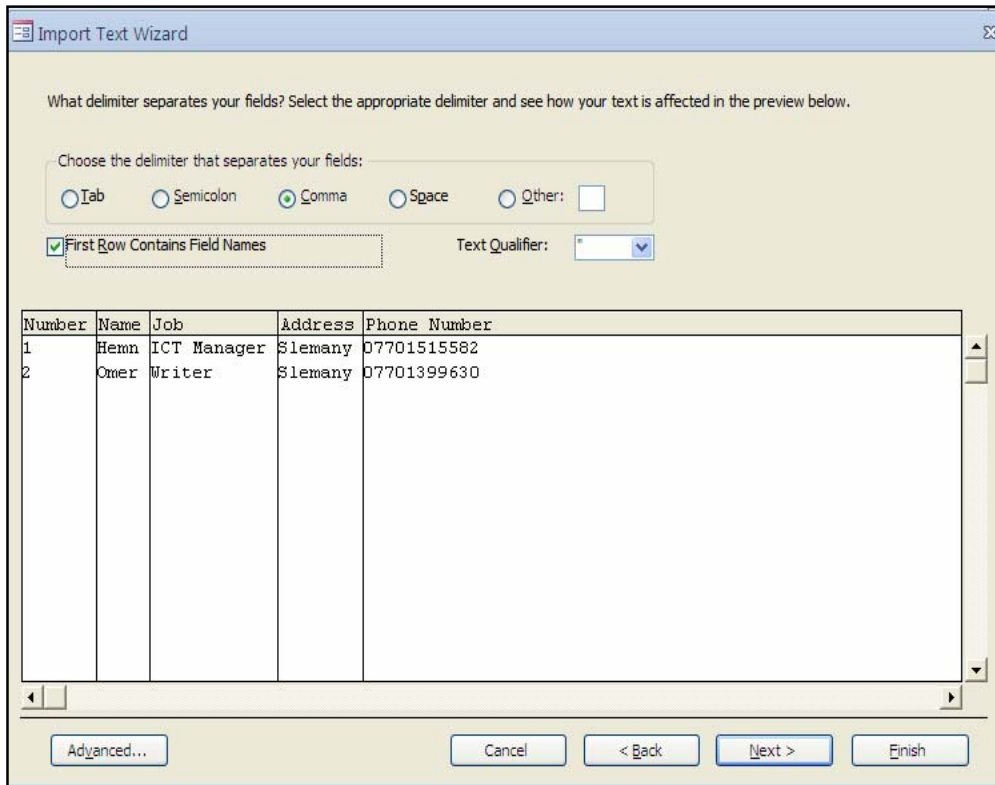 Import Text Wizard
What delimiter separates your fields? Select the appropriate delimiter and see how your text is affected in the preview below.
Choose the delimiter that separates your fields:
Tab Semicolon Comma Space Other:
First Row Contains Field Names Text Qualifier: "
Number Name Job Address Phone Number
1 Hemn ICT Manager Slemany 07701515582
2 Omer Writer Slemany 07701399630
Advanced... Cancel < Back Next > Finish